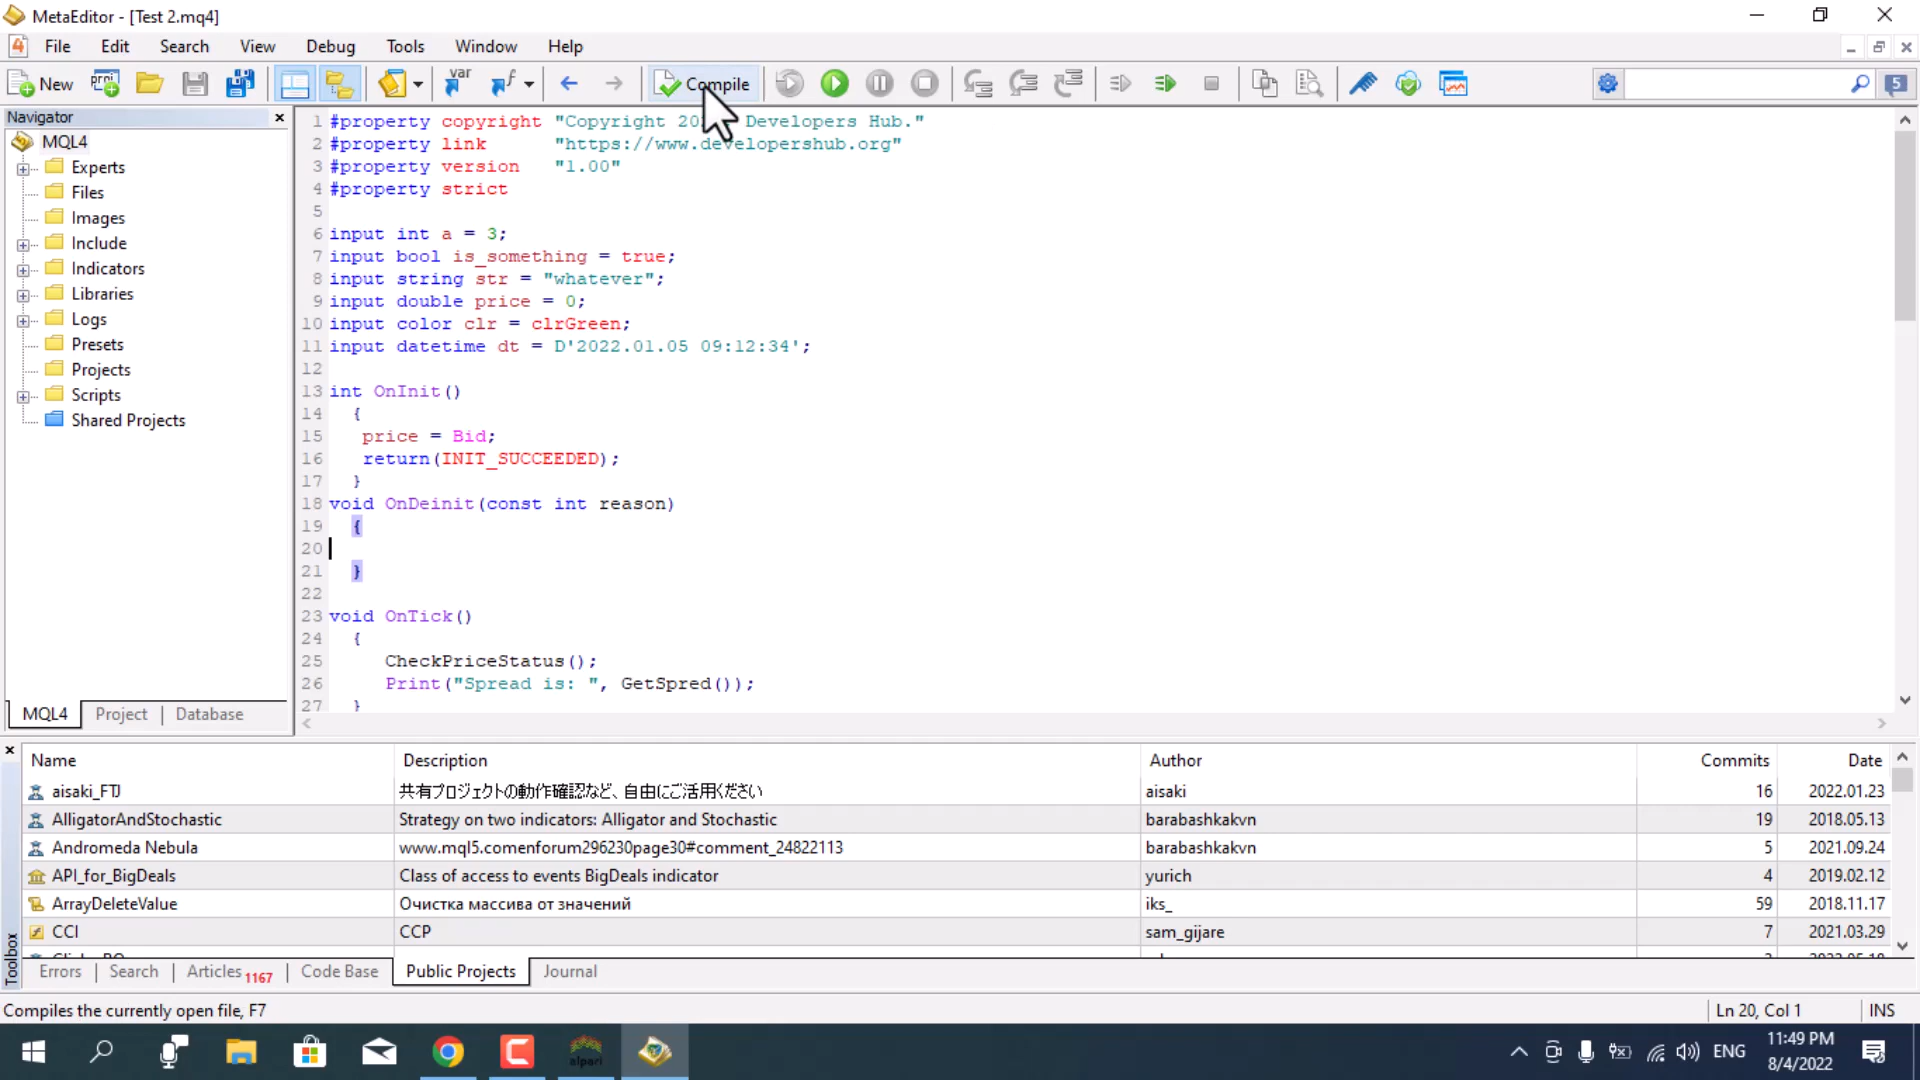 MetaEditor - [Test 2.mq4]
File Edit Search View Debug Tools Window Help
New var f Compile 5
Navigator
MQL4
Experts
Files
Images
Include
Indicators
Libraries
Logs
Presets
Projects
Scripts
Shared Projects
MQL4 Project Database
1 #property copyright "Copyright 20 Developers Hub."
2 #property link "https://www.developershub.org"
3 #property version "1.00"
4 #property strict
5
6 input int a = 3;
7 input bool is_something = true;
8 input string str = "whatever";
9 input double price = 0;
10 input color clr = clrGreen;
11 input datetime dt = D'2022.01.05 09:12:34';
12
13 int OnInit()
14 {
15 price = Bid;
16 return(INIT_SUCCEEDED);
17 }
18 void OnDeinit(const int reason)
19 {
20
21 }
22
23 void OnTick()
24 {
25 CheckPriceStatus();
26 Print("Spread is: ", GetSpred());
27 }
Name Description Author Commits Date
aisaki_FTJ 共有プロジェクトの動作確認など、自由にご活用ください aisaki 16 2022.01.23
AlligatorAndStochastic Strategy on two indicators: Alligator and Stochastic barabashkakvn 19 2018.05.13
Andromeda Nebula www.mql5.comenforum296230page30#comment_24822113 barabashkakvn 5 2021.09.24
API_for_BigDeals Class of access to events BigDeals indicator yurich 4 2019.02.12
ArrayDeleteValue Очистка массива от значений iks_ 59 2018.11.17
CCI CCP sam_gijare 7 2021.03.29
Toolbox
Errors Search Articles 1167 Code Base Public Projects Journal
Compiles the currently open file, F7 Ln 20, Col 1 INS
alpari ENG 11:49 PM
8/4/2022